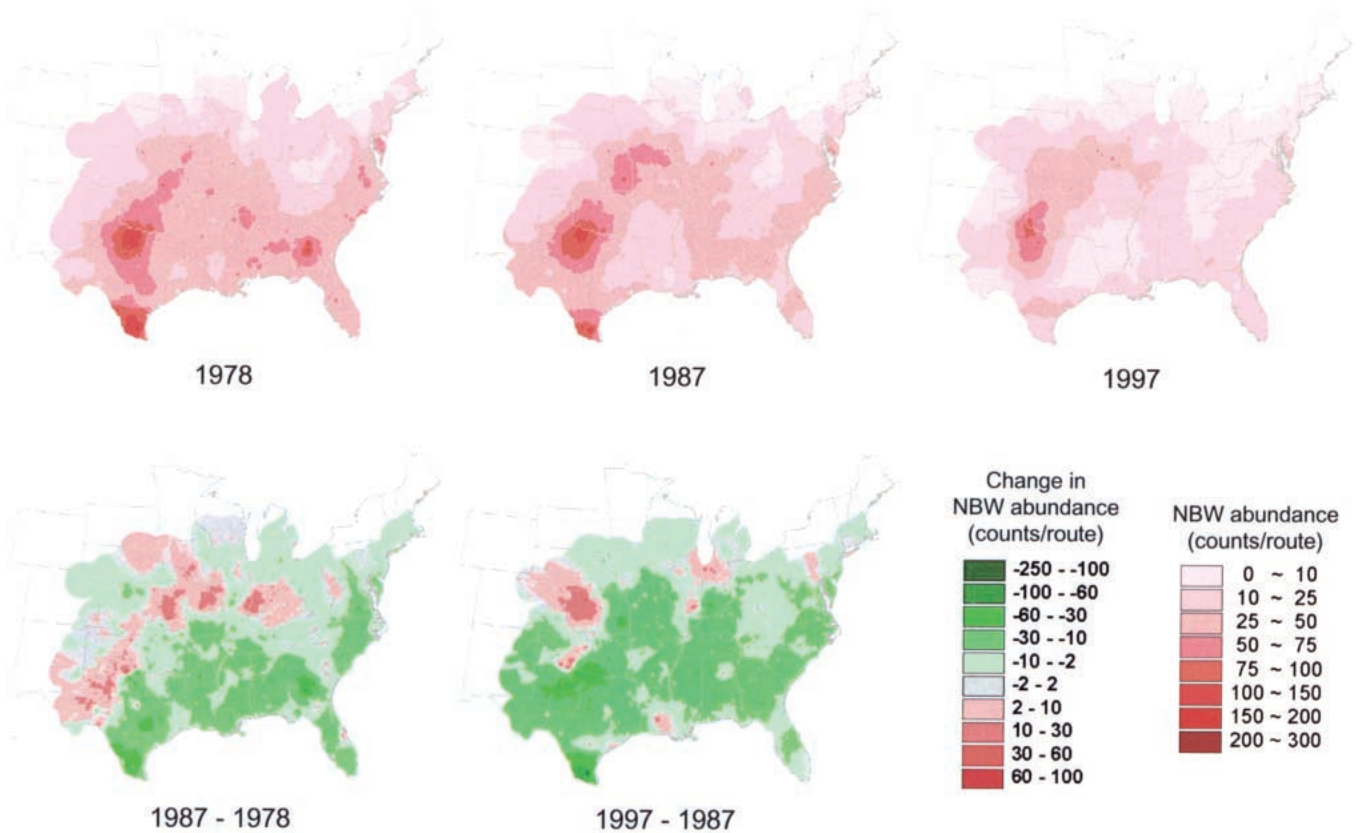 1978
1987
1997
1987 - 1978
1997 - 1987
Change in
NBW abundance
(counts/route)
-250 - -100
-100 - -60
-60 - -30
-30 - -10
-10 - -2
-2 - 2
2 - 10
10 - 30
30 - 60
60 - 100
NBW abundance
(counts/route)
0 ~ 10
10 ~ 25
25 ~ 50
50 ~ 75
75 ~ 100
100 ~ 150
150 ~ 200
200 ~ 300